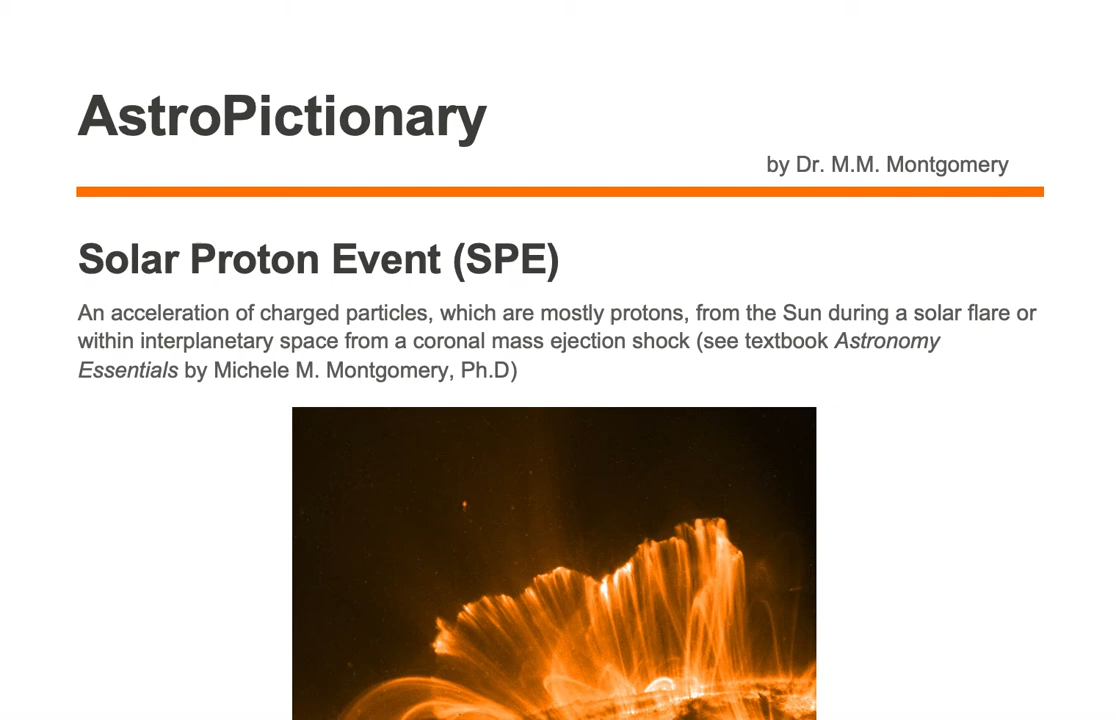 AstroPictionary
by Dr. M.M. Montgomery
Solar Proton Event (SPE)
An acceleration of charged particles, which are mostly protons, from the Sun during a solar flare or
within interplanetary space from a coronal mass ejection shock (see textbook Astronomy
Essentials by Michele M. Montgomery, Ph.D)